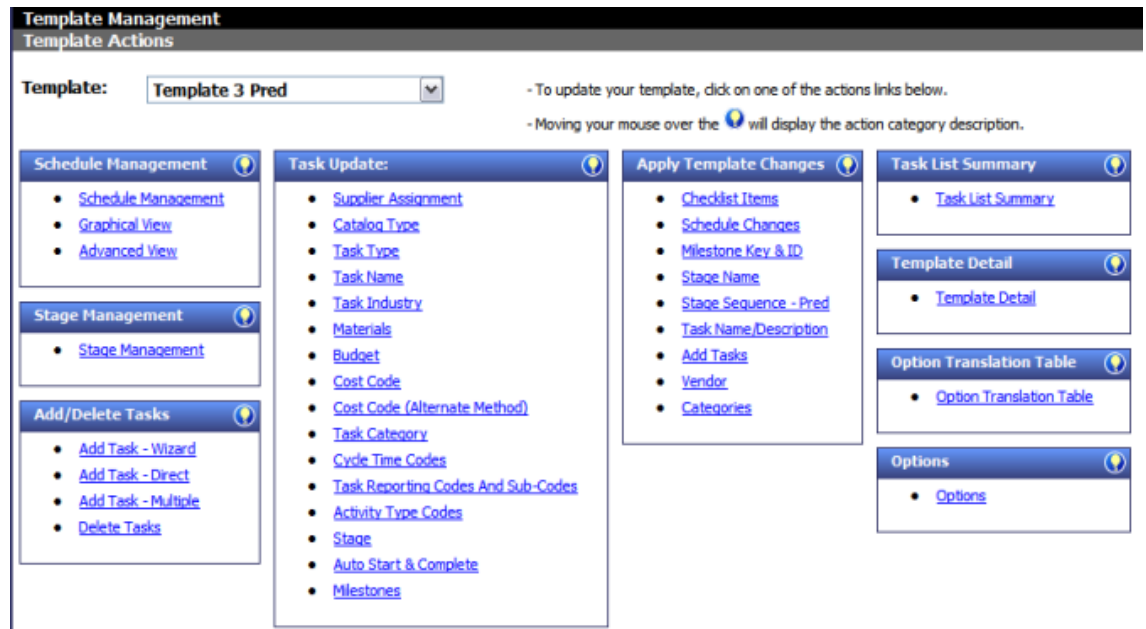 Template Management
Template Actions
Template:
Template 3 Pred
- To update your template, click on one of the actions links below.
- Moving your mouse over the will display the action category description.
Schedule Management
Schedule Management
Graphical View
Advanced View
Stage Management
Stage Management
Add/Delete Tasks
Add Task - Wizard
Add Task - Direct
Add Task - Multiple
Delete Tasks
Task Update:
Supplier Assignment
Catalog Type
Task Type
Task Name
Task Industry
Materials
Budget
Cost Code
Cost Code (Alternate Method)
Task Category
Cycle Time Codes
Task Reporting Codes And Sub-Codes
Activity Type Codes
Stage
Auto Start & Complete
Milestones
Apply Template Changes
Checklist Items
Schedule Changes
Milestone Key & ID
Stage Name
Stage Sequence - Pred
Task Name/Description
Add Tasks
Vendor
Categories
Task List Summary
Task List Summary
Template Detail
Template Detail
Option Translation Table
Option Translation Table
Options
Options